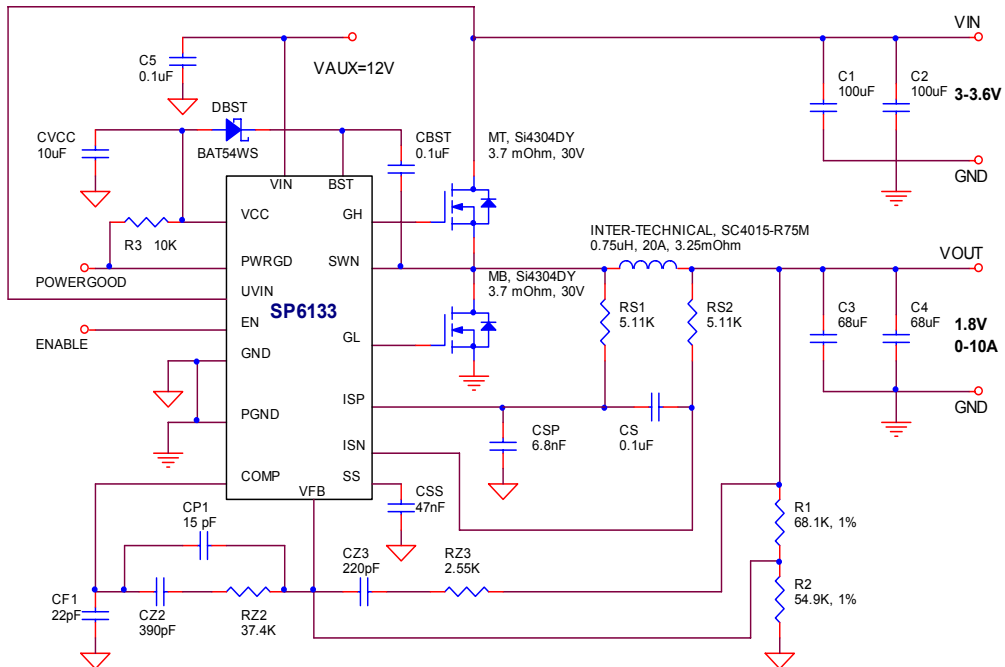 VIN
C5
0.1uF
VAUX=12V
C1
100uF
C2
100uF
3-3.6V
DBST
BAT54WS
CVCC
10uF
CBST
0.1uF
MT, Si4304DY
3.7 mOhm, 30V
GND
VIN
BST
VCC
GH
R3 10K
INTER-TECHNICAL, SC4015-R75M
0.75uH, 20A, 3.25mOhm
PWRGD
SWN
VOUT
POWERGOOD
UVIN
MB, Si4304DY
3.7 mOhm, 30V
SP6133
RS1
5.11K
RS2
5.11K
C3
68uF
C4
68uF
1.8V
0-10A
EN
ENABLE
GL
GND
GND
ISP
PGND
CSP
6.8nF
CS
0.1uF
ISN
COMP
SS
VFB
CSS
47nF
CP1
15 pF
R1
68.1K, 1%
CZ3
220pF
RZ3
2.55K
CF1
22pF
CZ2
390pF
RZ2
37.4K
R2
54.9K, 1%